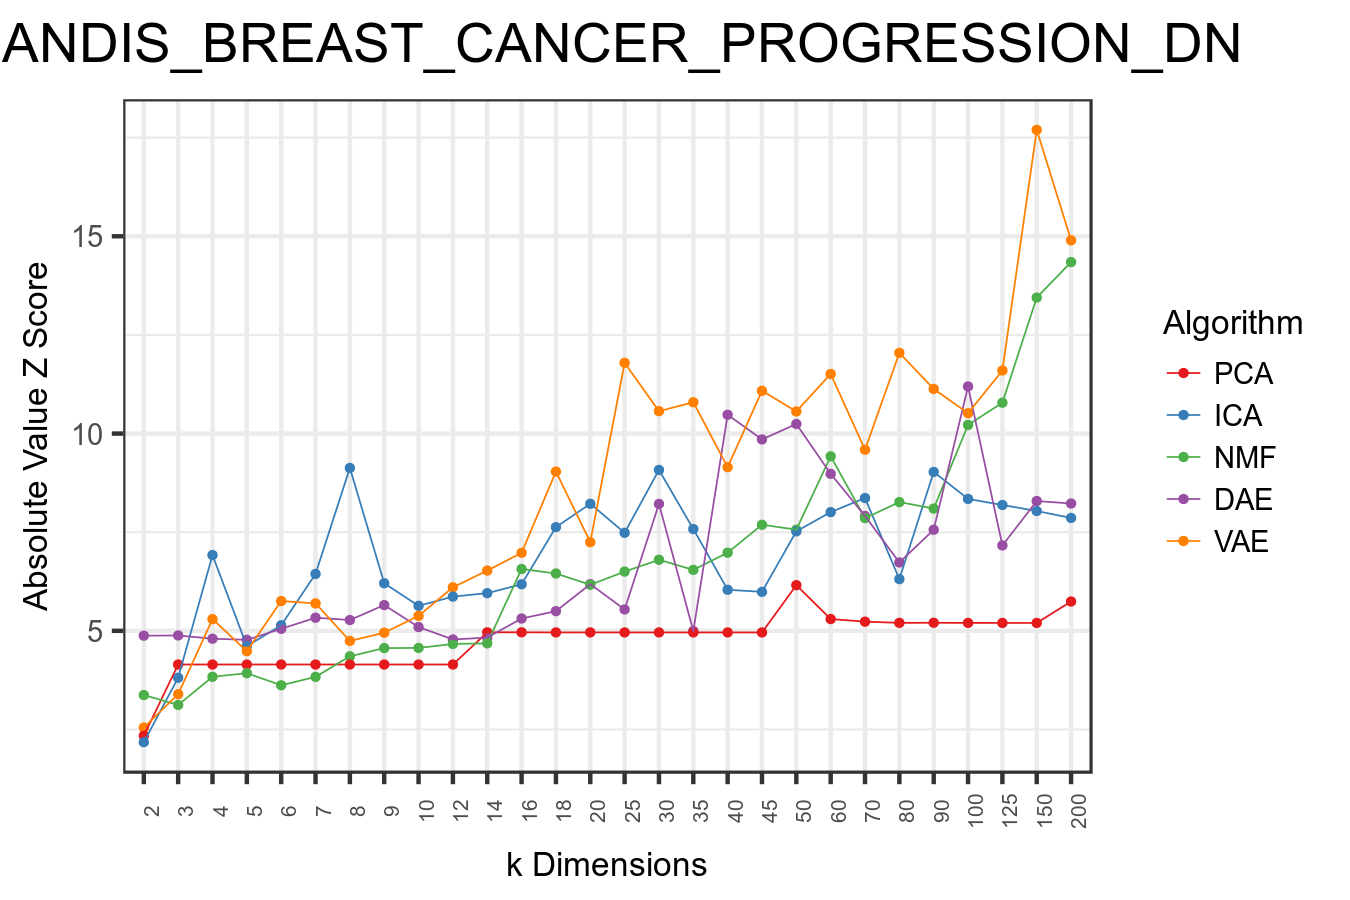 ANDIS_BREAST_CANCER_PROGRESSION_DN
15
10
5
Absolute Value Z Score
2 3 4 5 6 7 8 9 10 12 14 16 18 20 25 30 35 40 45 50 60 70 80 90 100 125 150 200
k Dimensions
Algorithm
PCA
ICA
NMF
DAE
VAE